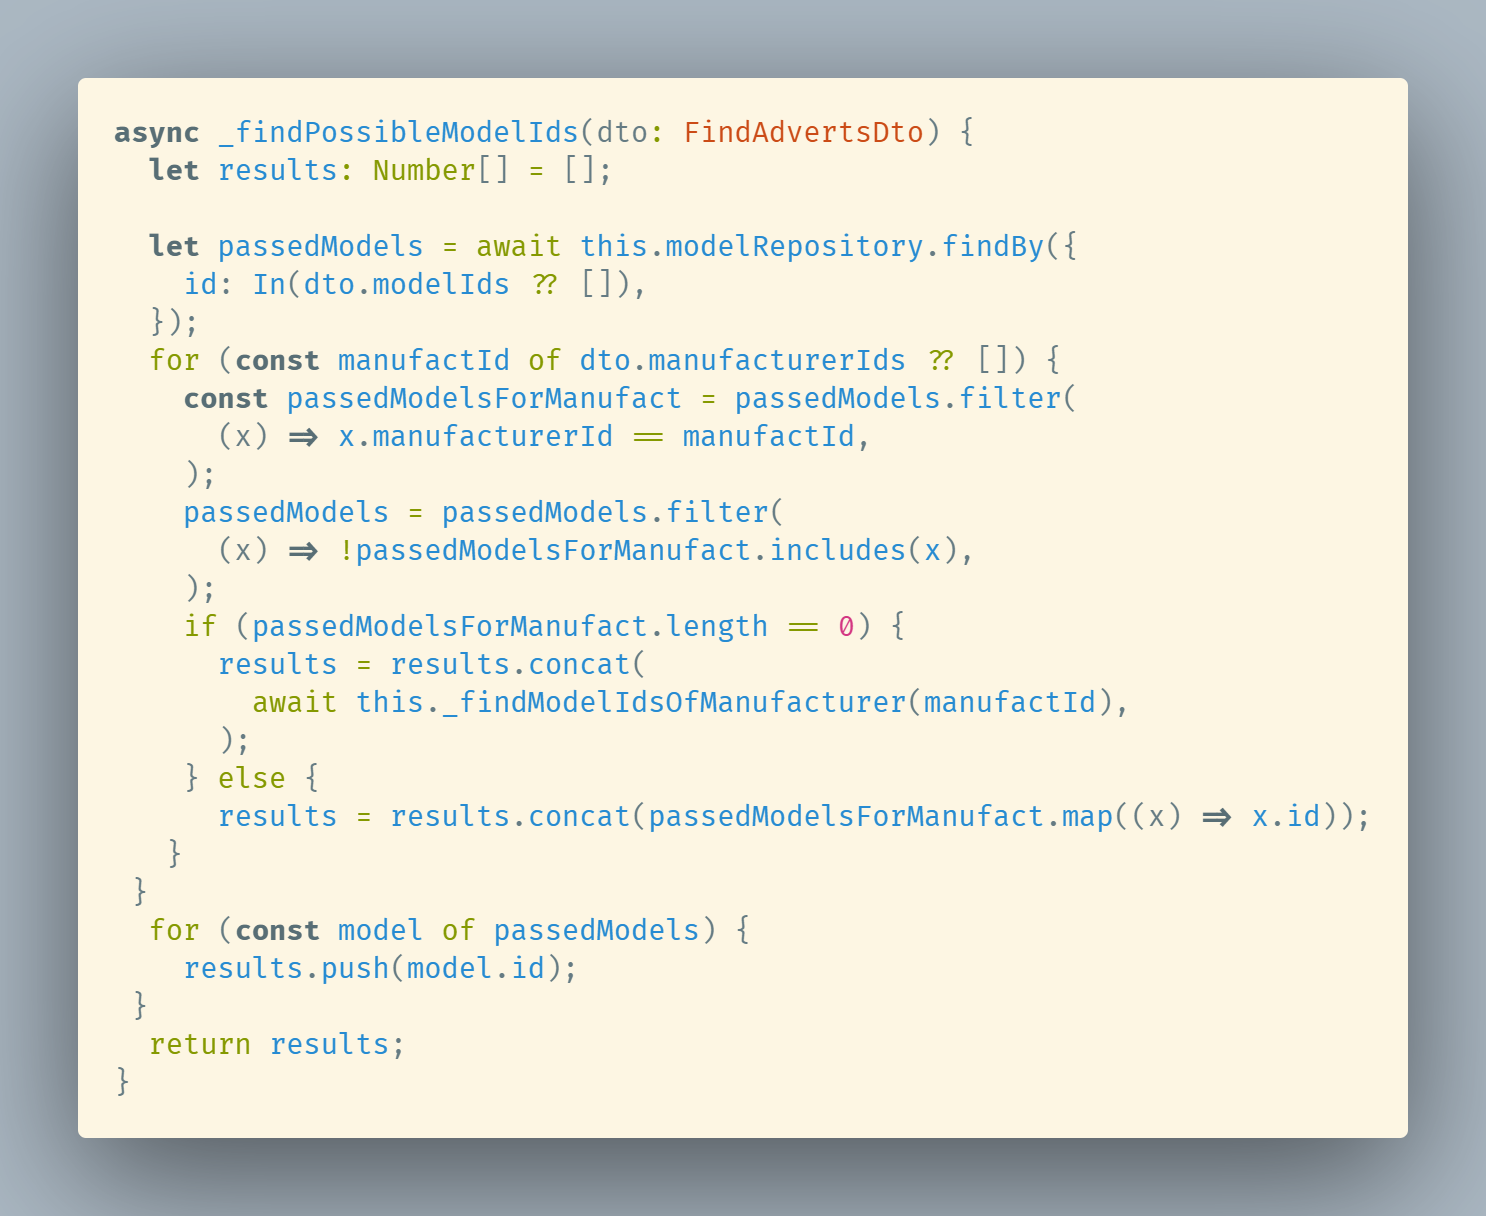 async _findPossibleModelIds(dto: FindAdvertsDto) {
  let results: Number[] = [];

  let passedModels = await this.modelRepository.findBy({
    id: In(dto.modelIds ?? []),
  });
  for (const manufactId of dto.manufacturerIds ?? []) {
    const passedModelsForManufact = passedModels.filter(
      (x) => x.manufacturerId == manufactId,
    );
    passedModels = passedModels.filter(
      (x) => !passedModelsForManufact.includes(x),
    );
    if (passedModelsForManufact.length == 0) {
      results = results.concat(
        await this._findModelIdsOfManufacturer(manufactId),
      );
    } else {
      results = results.concat(passedModelsForManufact.map((x) => x.id));
   }
 }
  for (const model of passedModels) {
    results.push(model.id);
 }
  return results;
}